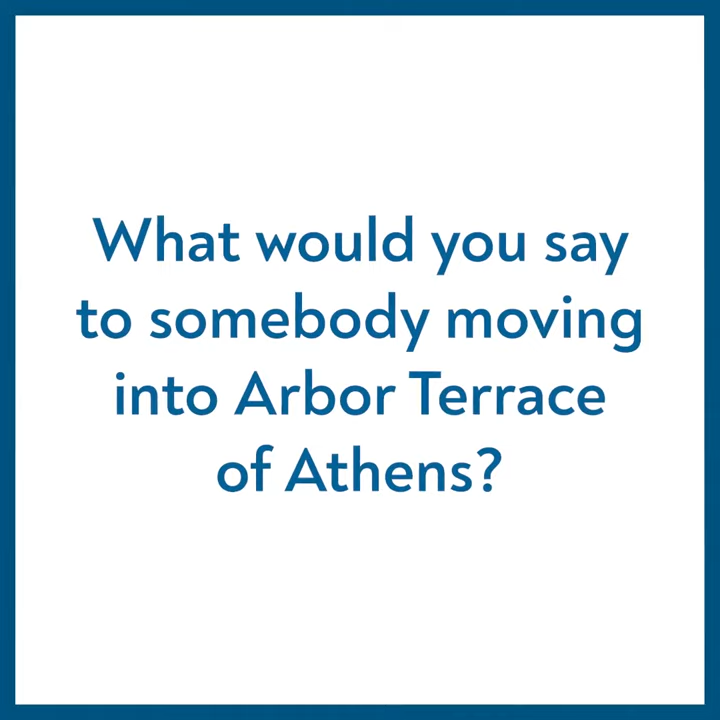 What would you say
to somebody moving
into Arbor Terrace
of Athens?